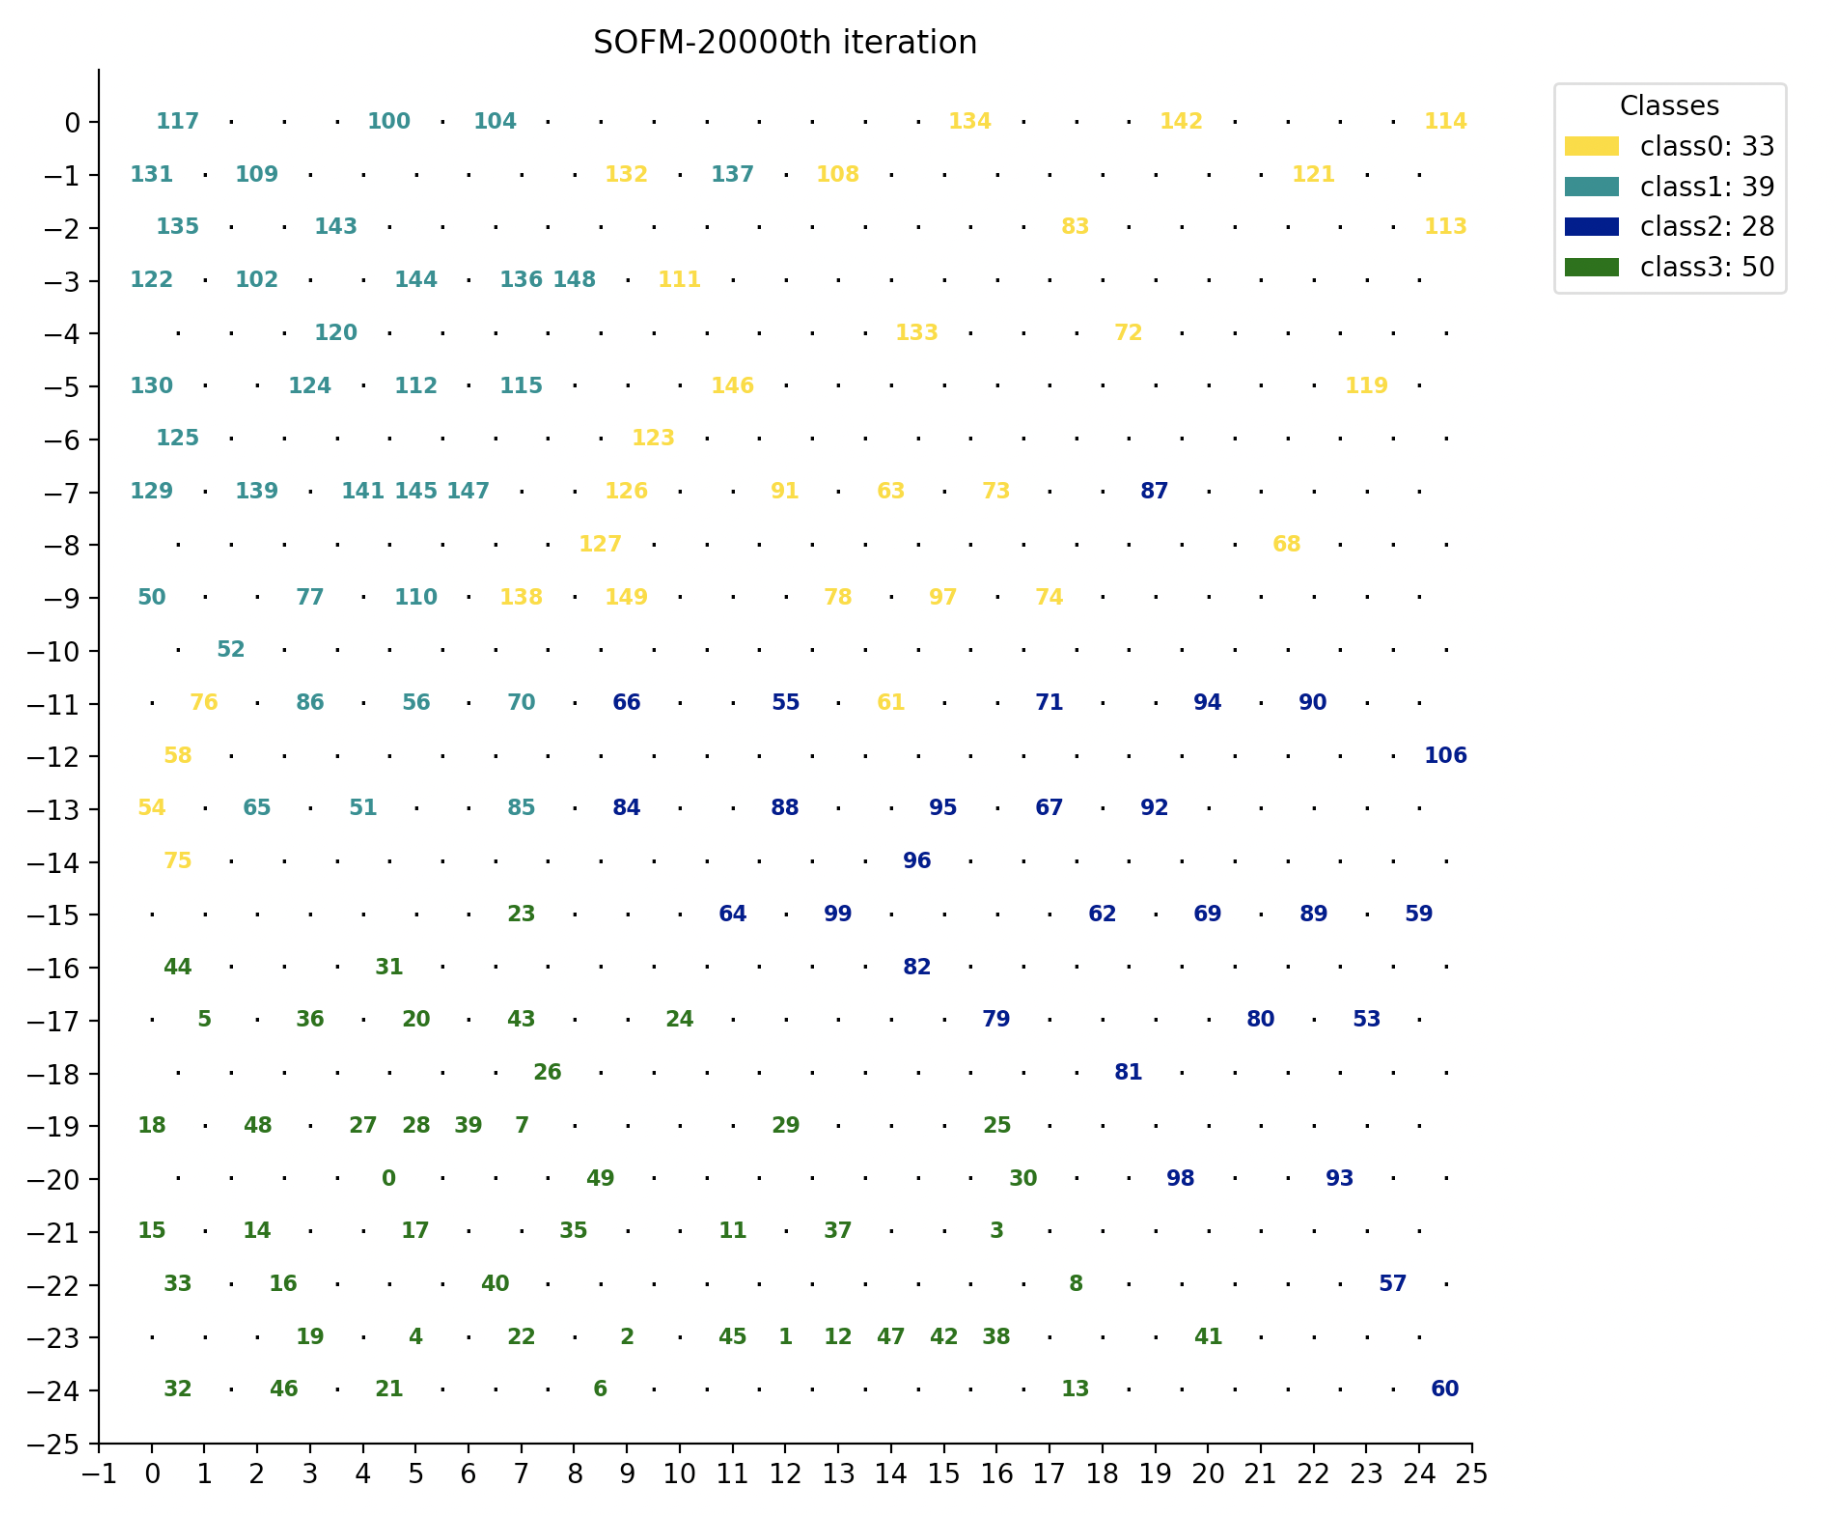 SOFM-20000th iteration
0 117 100 104 134 142 114
−1 131 109 132 137 108 121
−2 135 143 83 113
−3 122 102 144 136 148 111
−4 120 133 72
−5 130 124 112 115 146 119
−6 125 123
−7 129 139 141 145 147 126 91 63 73 87
−8 127 68
−9 50 77 110 138 149 78 97 74
−10 52
−11 76 86 56 70 66 55 61 71 94 90
−12 58 106
−13 54 65 51 85 84 88 95 67 92
−14 75 96
−15 23 64 99 62 69 89 59
−16 44 31 82
−17 5 36 20 43 24 79 80 53
−18 26 81
−19 18 48 27 28 39 7 29 25
−20 0 49 30 98 93
−21 15 14 17 35 11 37 3
−22 33 16 40 8 57
−23 19 4 22 2 45 1 12 47 42 38 41
−24 32 46 21 6 13 60
−25
−1 0 1 2 3 4 5 6 7 8 9 10 11 12 13 14 15 16 17 18 19 20 21 22 23 24 25
Classes
class0: 33
class1: 39
class2: 28
class3: 50